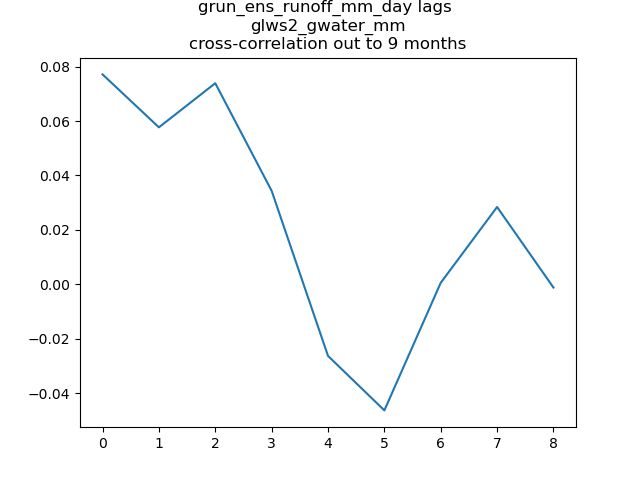 grun_ens_runoff_mm_day lags
glws2_gwater_mm
cross-correlation out to 9 months
0.08
0.06
0.04
0.02
0.00
−0.02
−0.04
0 1 2 3 4 5 6 7 8